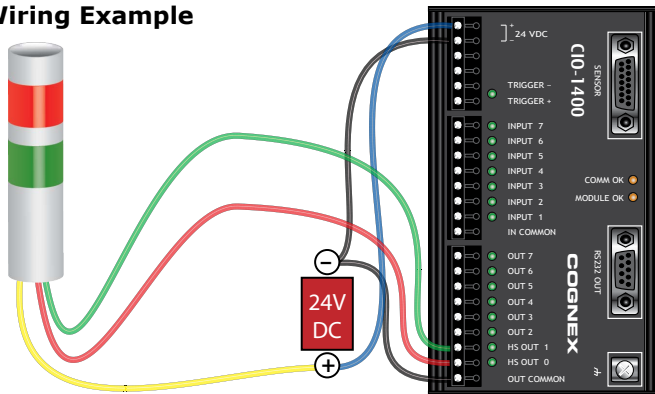 Wiring Example
+
24 VDC
-
CIO-1400
SENSOR
TRIGGER -
TRIGGER +
INPUT 7
INPUT 6
INPUT 5
INPUT 4
INPUT 3
INPUT 2
INPUT 1
IN COMMON
COMM OK
MODULE OK
OUT 7
OUT 6
OUT 5
OUT 4
OUT 3
OUT 2
HS OUT 1
HS OUT 0
OUT COMMON
COGNEX
RS232 OUT
−
24V
DC
+